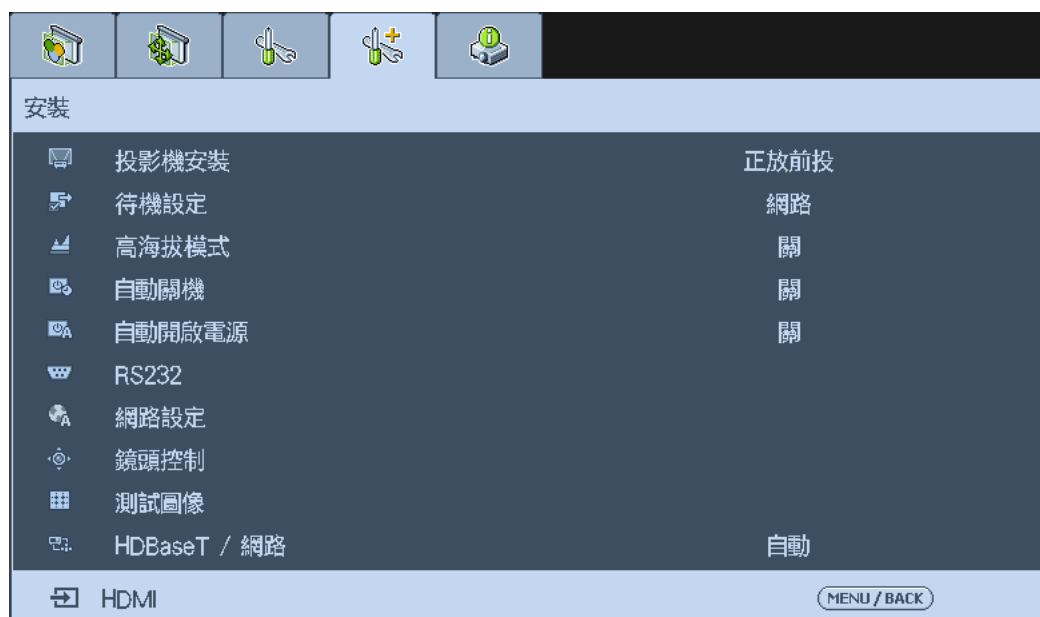 安裝
投影機安裝 正放前投
待機設定 網路
高海拔模式 關
自動關機 關
自動開啟電源 關
RS232
網路設定
鏡頭控制
測試圖像
HDBaseT / 網路 自動
HDMI MENU / BACK